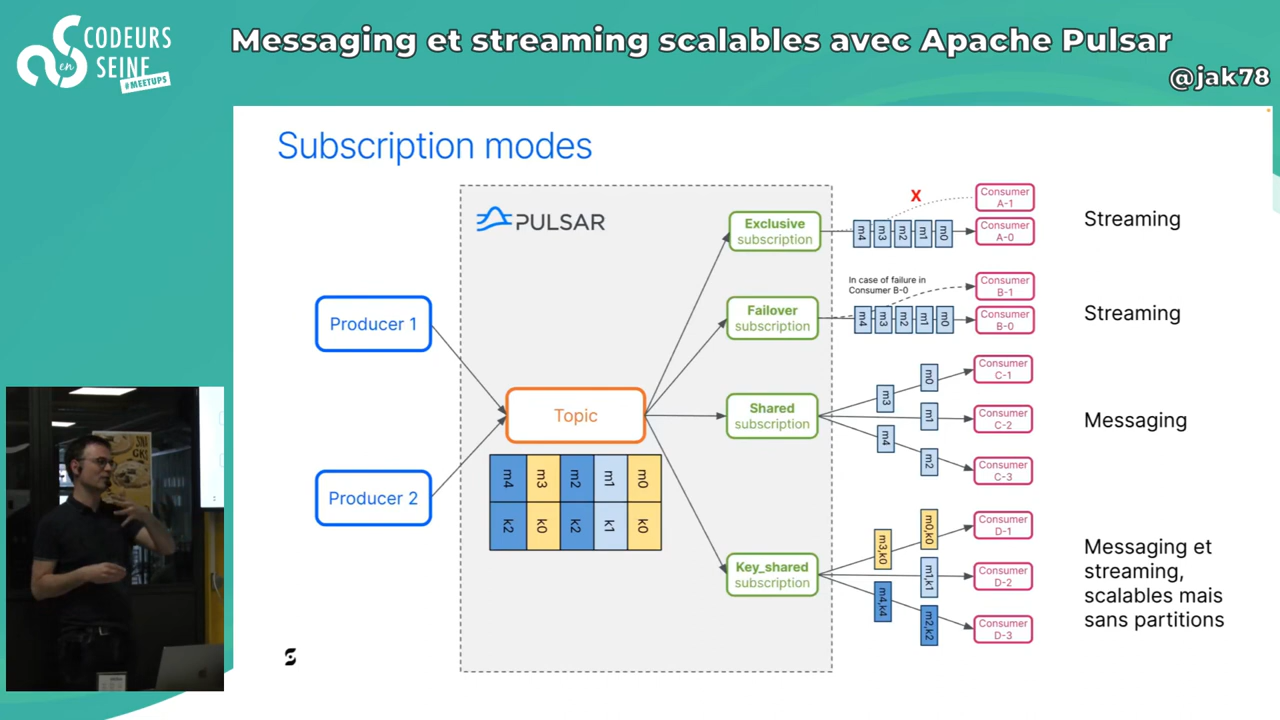 CODEURS
en SEINE
#MEETUPS
Messaging et streaming scalables avec Apache Pulsar
@jak78
Subscription modes
PULSAR
Producer 1
Producer 2
Topic
m4 m3 m2 m1 m0
k2 k0 k2 k1 k0
Exclusive
subscription
m4 m3 m2 m1 m0
X
Consumer
A-1
Consumer
A-0
Streaming
Failover
subscription
In case of failure in
Consumer B-0
m4 m3 m2 m1 m0
Consumer
B-1
Consumer
B-0
Streaming
Shared
subscription
m3 m0
m1
m4 m2
Consumer
C-1
Consumer
C-2
Consumer
C-3
Messaging
Key_shared
subscription
m3,k0 m0,k0
m1,k1
m4,k4 m2,k2
Consumer
D-1
Consumer
D-2
Consumer
D-3
Messaging et
streaming,
scalables mais
sans partitions
SNA
GK!